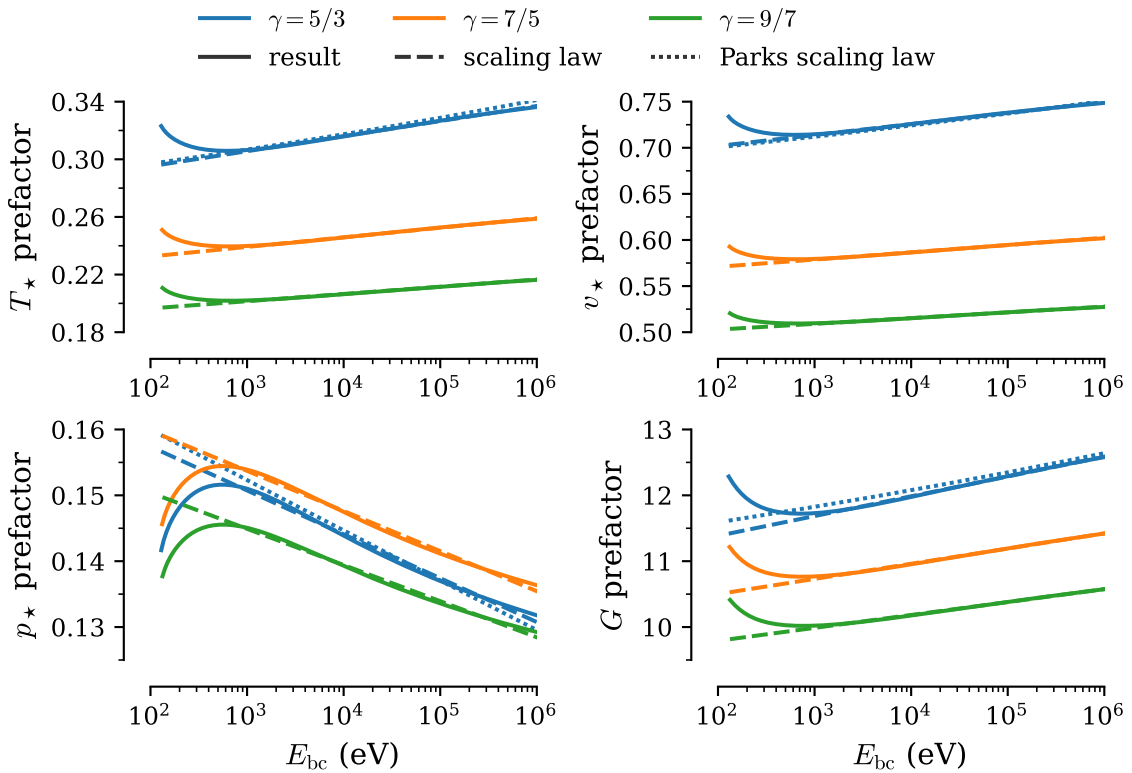 γ = 5/3 γ = 7/5 γ = 9/7
result scaling law Parks scaling law
T⋆ prefactor
0.34
0.30
0.26
0.22
0.18
10² 10³ 10⁴ 10⁵ 10⁶
v⋆ prefactor
0.75
0.70
0.65
0.60
0.55
0.50
10² 10³ 10⁴ 10⁵ 10⁶
p⋆ prefactor
0.16
0.15
0.14
0.13
10² 10³ 10⁴ 10⁵ 10⁶
E_bc (eV)
G prefactor
13
12
11
10
10² 10³ 10⁴ 10⁵ 10⁶
E_bc (eV)